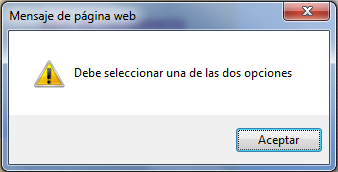 Mensaje de página web
Debe seleccionar una de las dos opciones
Aceptar